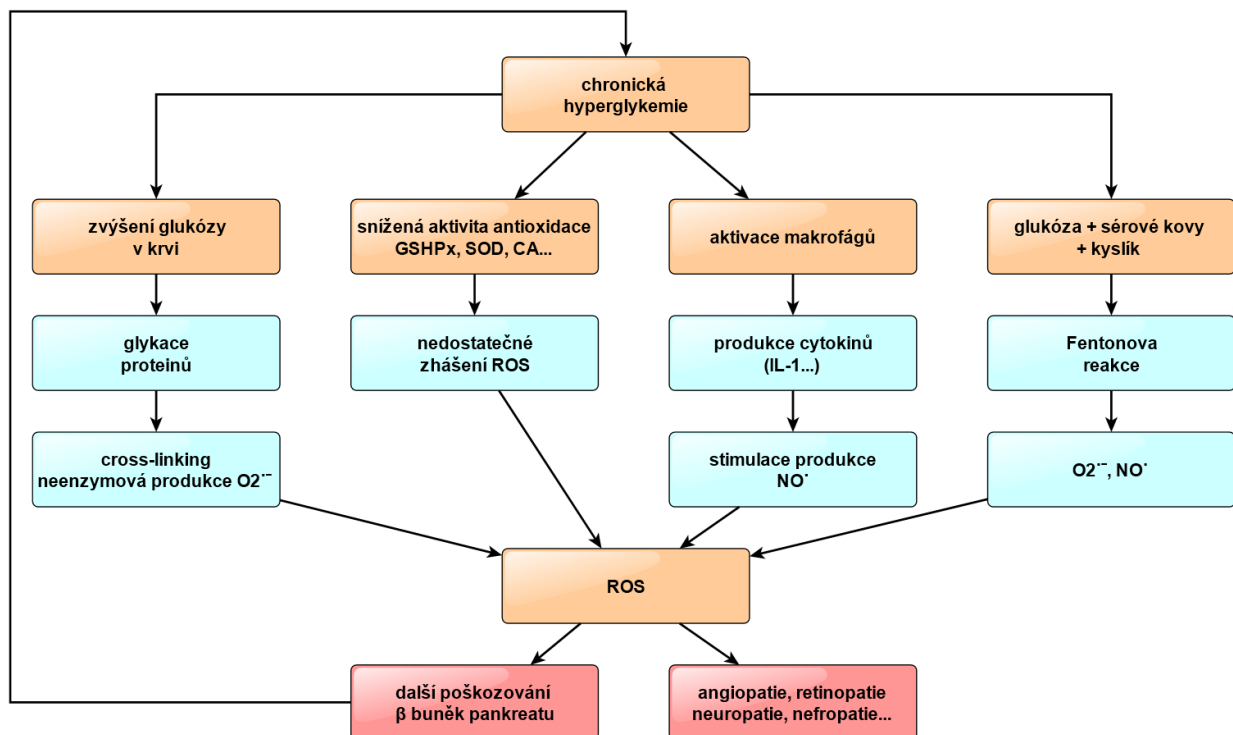 chronická
hyperglykemie
zvýšení glukózy
v krvi
snížená aktivita antioxidace
GSHPx, SOD, CA...
aktivace makrofágů
glukóza + sérové kovy
+ kyslík
glykace
proteinů
nedostatečné
zhášení ROS
produkce cytokinů
(IL-1...)
Fentonova
reakce
cross-linking
neenzymová produkce O2˙⁻
stimulace produkce
NO˙
O2˙⁻, NO˙
ROS
další poškozování
β buněk pankreatu
angiopatie, retinopatie
neuropatie, nefropatie...